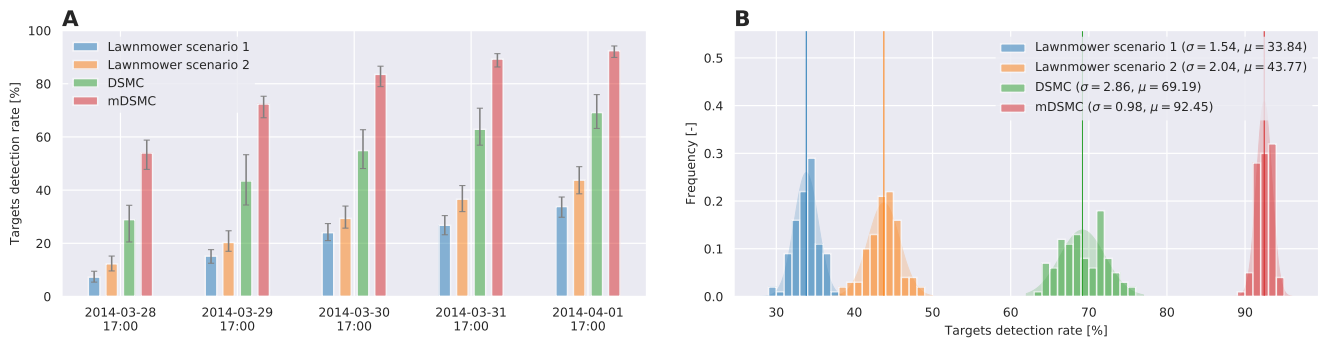 A
Targets detection rate [%]
100
80
60
40
20
0
Lawnmower scenario 1
Lawnmower scenario 2
DSMC
mDSMC
2014-03-28
17:00
2014-03-29
17:00
2014-03-30
17:00
2014-03-31
17:00
2014-04-01
17:00
B
Frequency [-]
0.5
0.4
0.3
0.2
0.1
0.0
Lawnmower scenario 1 (σ = 1.54, μ = 33.84)
Lawnmower scenario 2 (σ = 2.04, μ = 43.77)
DSMC (σ = 2.86, μ = 69.19)
mDSMC (σ = 0.98, μ = 92.45)
30 40 50 60 70 80 90
Targets detection rate [%]